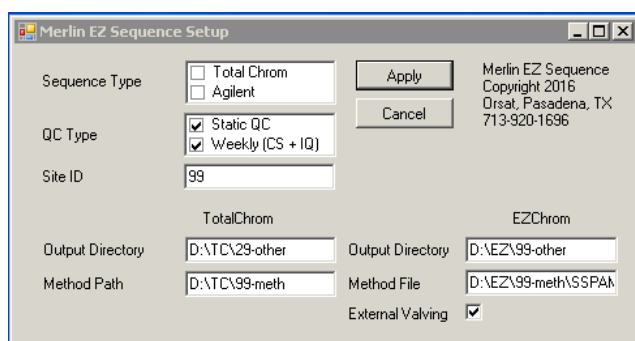 Merlin EZ Sequence Setup
Sequence Type
Total Chrom
Agilent
Apply
Cancel
Merlin EZ Sequence
Copyright 2016
Orsat, Pasadena, TX
713-920-1696
QC Type
Static QC
Weekly (CS + IQ)
Site ID
99
TotalChrom
EZChrom
Output Directory
D:\TC\29-other
Output Directory
D:\EZ\99-other
Method Path
D:\TC\99-meth
Method File
D:\EZ\99-meth\SSPAM
External Valving